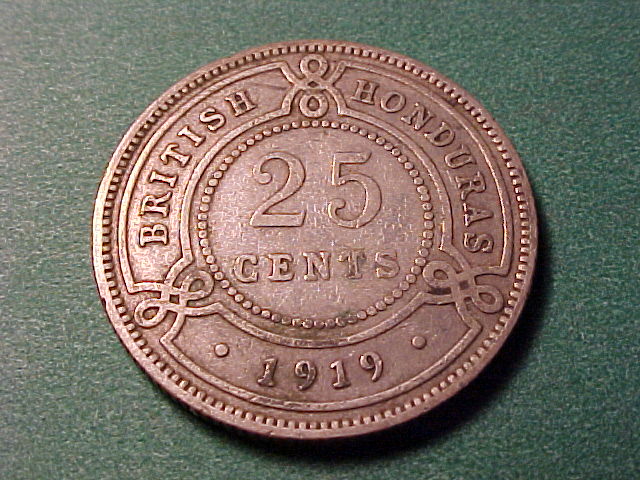 BRITISH HONDURAS
25
CENTS
• 1919 •